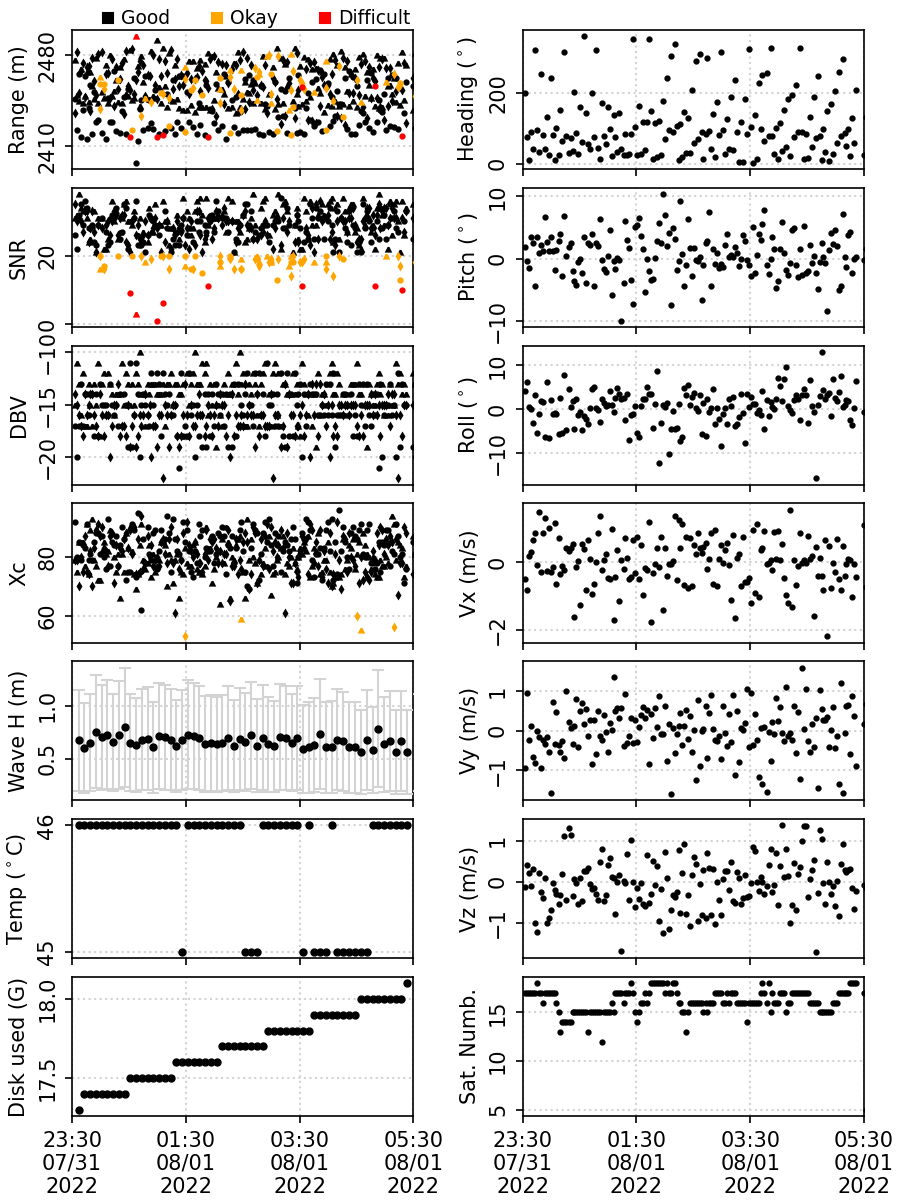 Good Okay Difficult
Range (m)
2480
2410
Heading (°)
200
0
SNR
20
00
Pitch (°)
10
0
−10
DBV
−10
−15
−20
Roll (°)
10
0
−10
Xc
80
60
Vx (m/s)
0
−2
Wave H (m)
1.0
0.5
Vy (m/s)
1
0
−1
Temp (°C)
46
45
Vz (m/s)
1
0
−1
Disk used (G)
18.0
17.5
Sat. Numb.
15
10
5
23:30 01:30 03:30 05:30
07/31 08/01 08/01 08/01
2022 2022 2022 2022
23:30 01:30 03:30 05:30
07/31 08/01 08/01 08/01
2022 2022 2022 2022